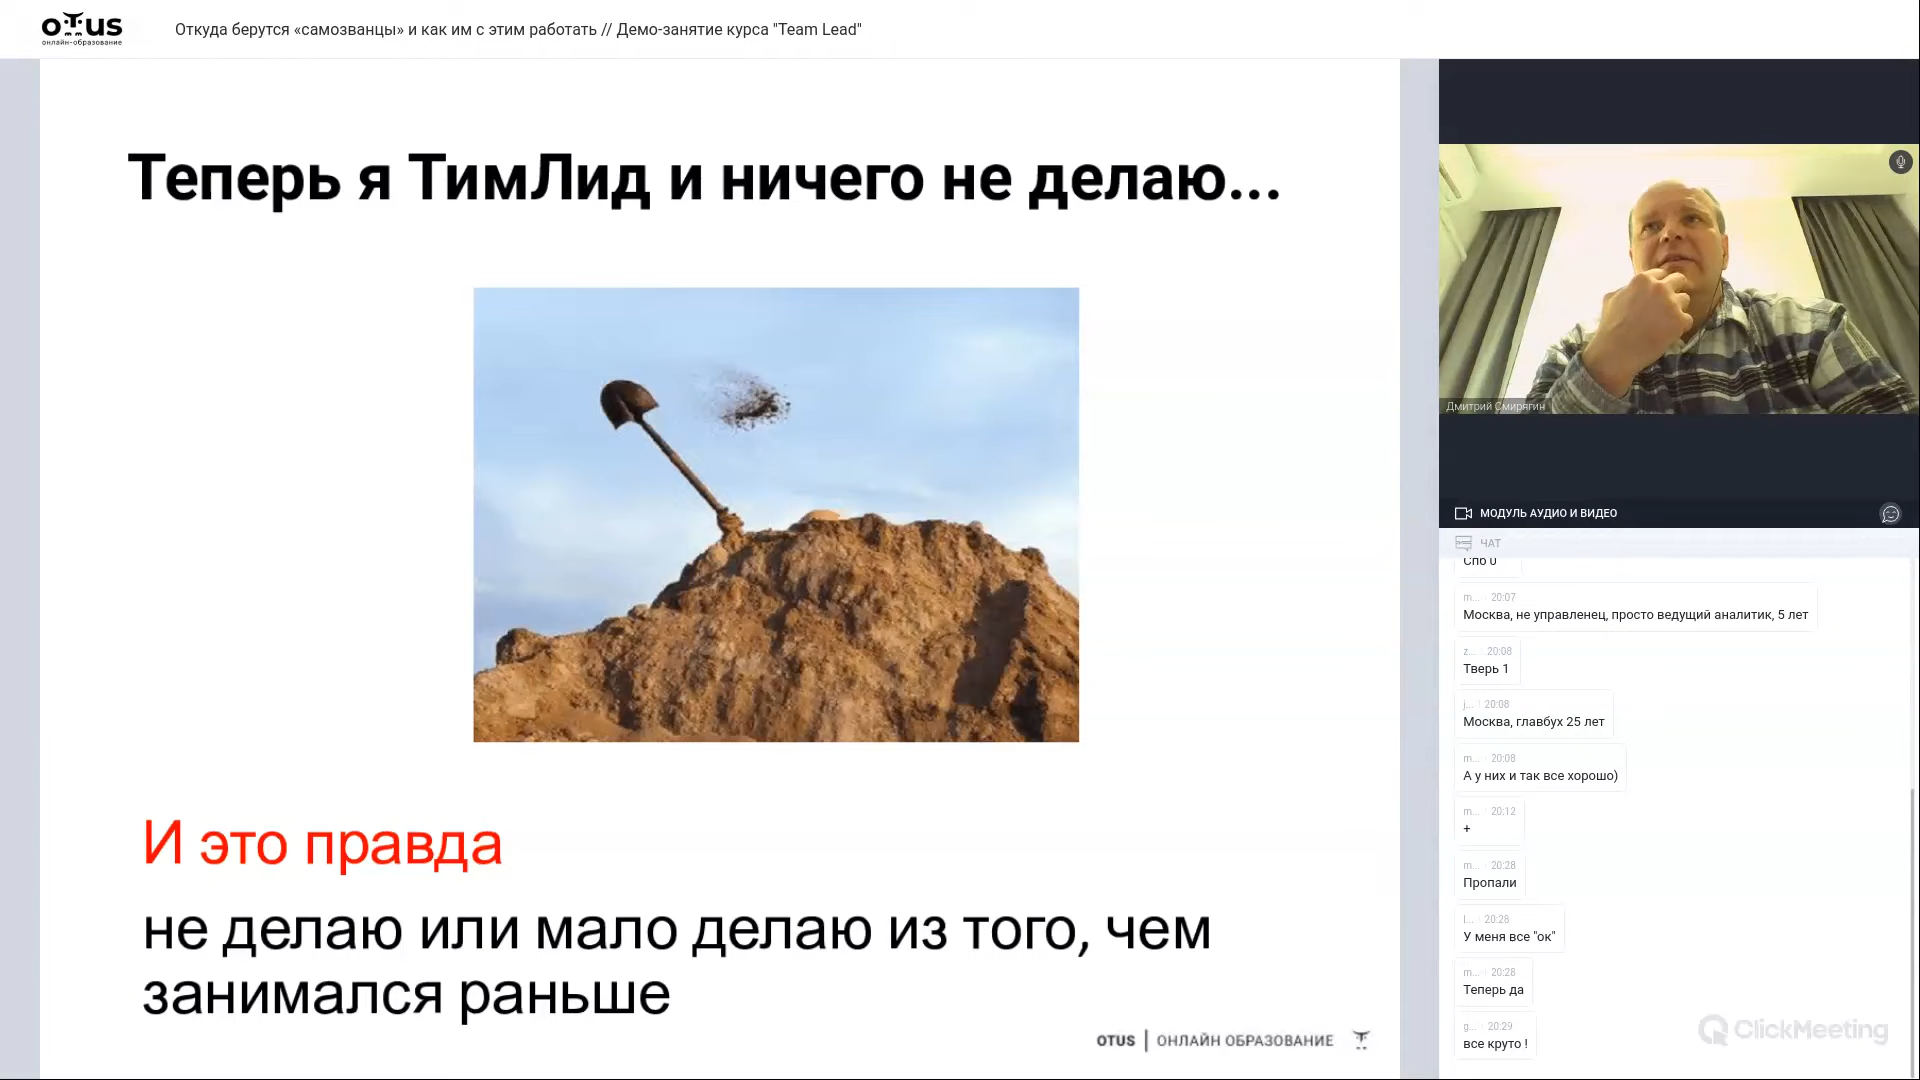 OTUS
онлайн-образование
Откуда берутся «самозванцы» и как им с этим работать // Демо-занятие курса "Team Lead"
Теперь я ТимЛид и ничего не делаю...
И это правда
не делаю или мало делаю из того, чем
занимался раньше
OTUS | ОНЛАЙН ОБРАЗОВАНИЕ
Дмитрий Смирягин
МОДУЛЬ АУДИО И ВИДЕО
ЧАТ
Спб 0
m... 20:07
Москва, не управленец, просто ведущий аналитик, 5 лет
z... 20:08
Тверь 1
j... 20:08
Москва, главбух 25 лет
m... 20:08
А у них и так все хорошо)
m... 20:12
+
m... 20:28
Пропали
l... 20:28
У меня все "ок"
m... 20:28
Теперь да
g... 20:29
все круто !
ClickMeeting